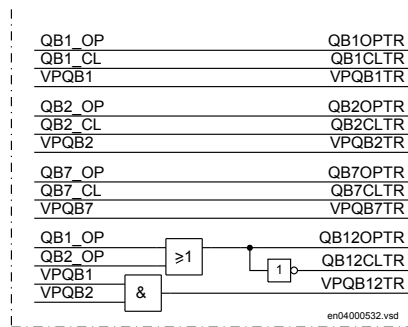 QB1_OP QB1OPTR
QB1_CL QB1CLTR
VPQB1 VPQB1TR
QB2_OP QB2OPTR
QB2_CL QB2CLTR
VPQB2 VPQB2TR
QB7_OP QB7OPTR
QB7_CL QB7CLTR
VPQB7 VPQB7TR
QB1_OP QB12OPTR
QB2_OP ≥1 1 QB12CLTR
VPQB1 VPQB12TR
VPQB2 &
en04000532.vsd